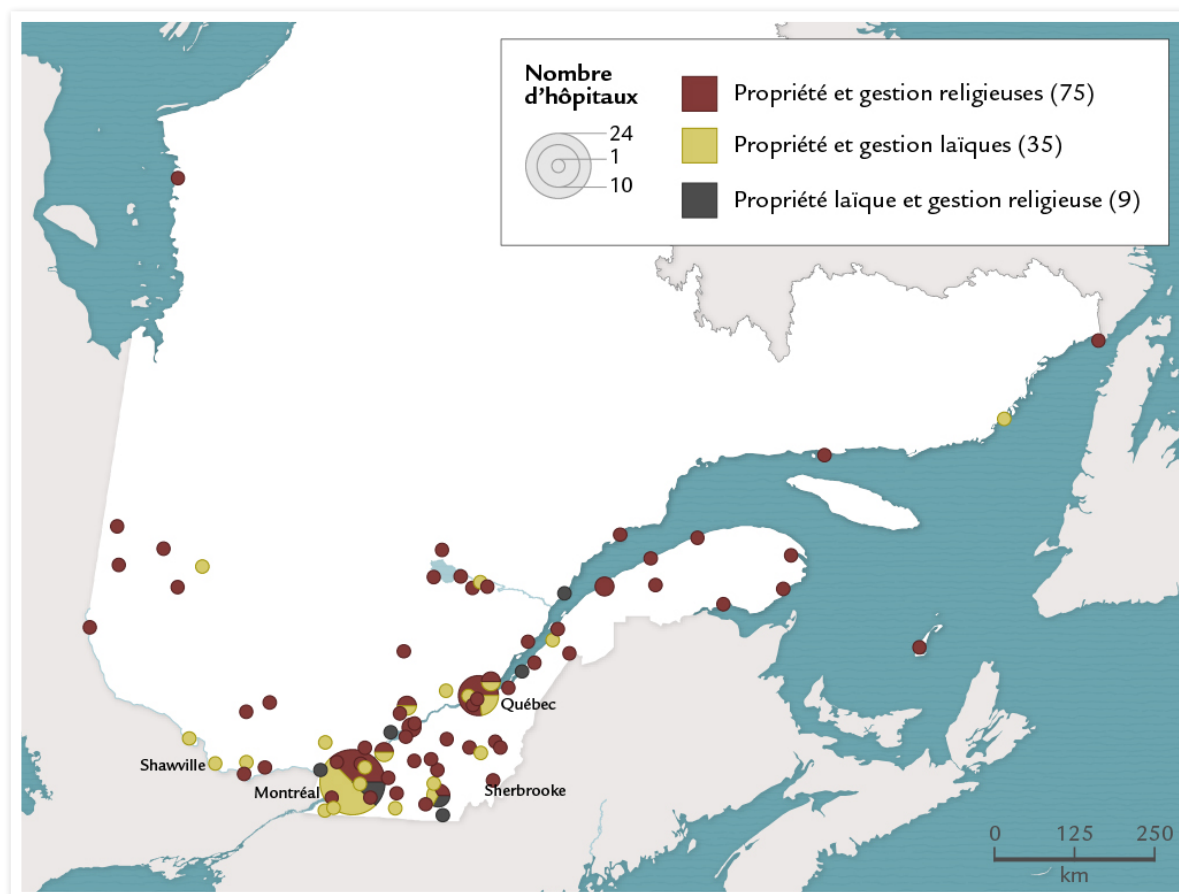 Nombre
d'hôpitaux
24
1
10
Propriété et gestion religieuses (75)
Propriété et gestion laïques (35)
Propriété laïque et gestion religieuse (9)
Québec
Shawville
Montréal
Sherbrooke
0 125 250
km